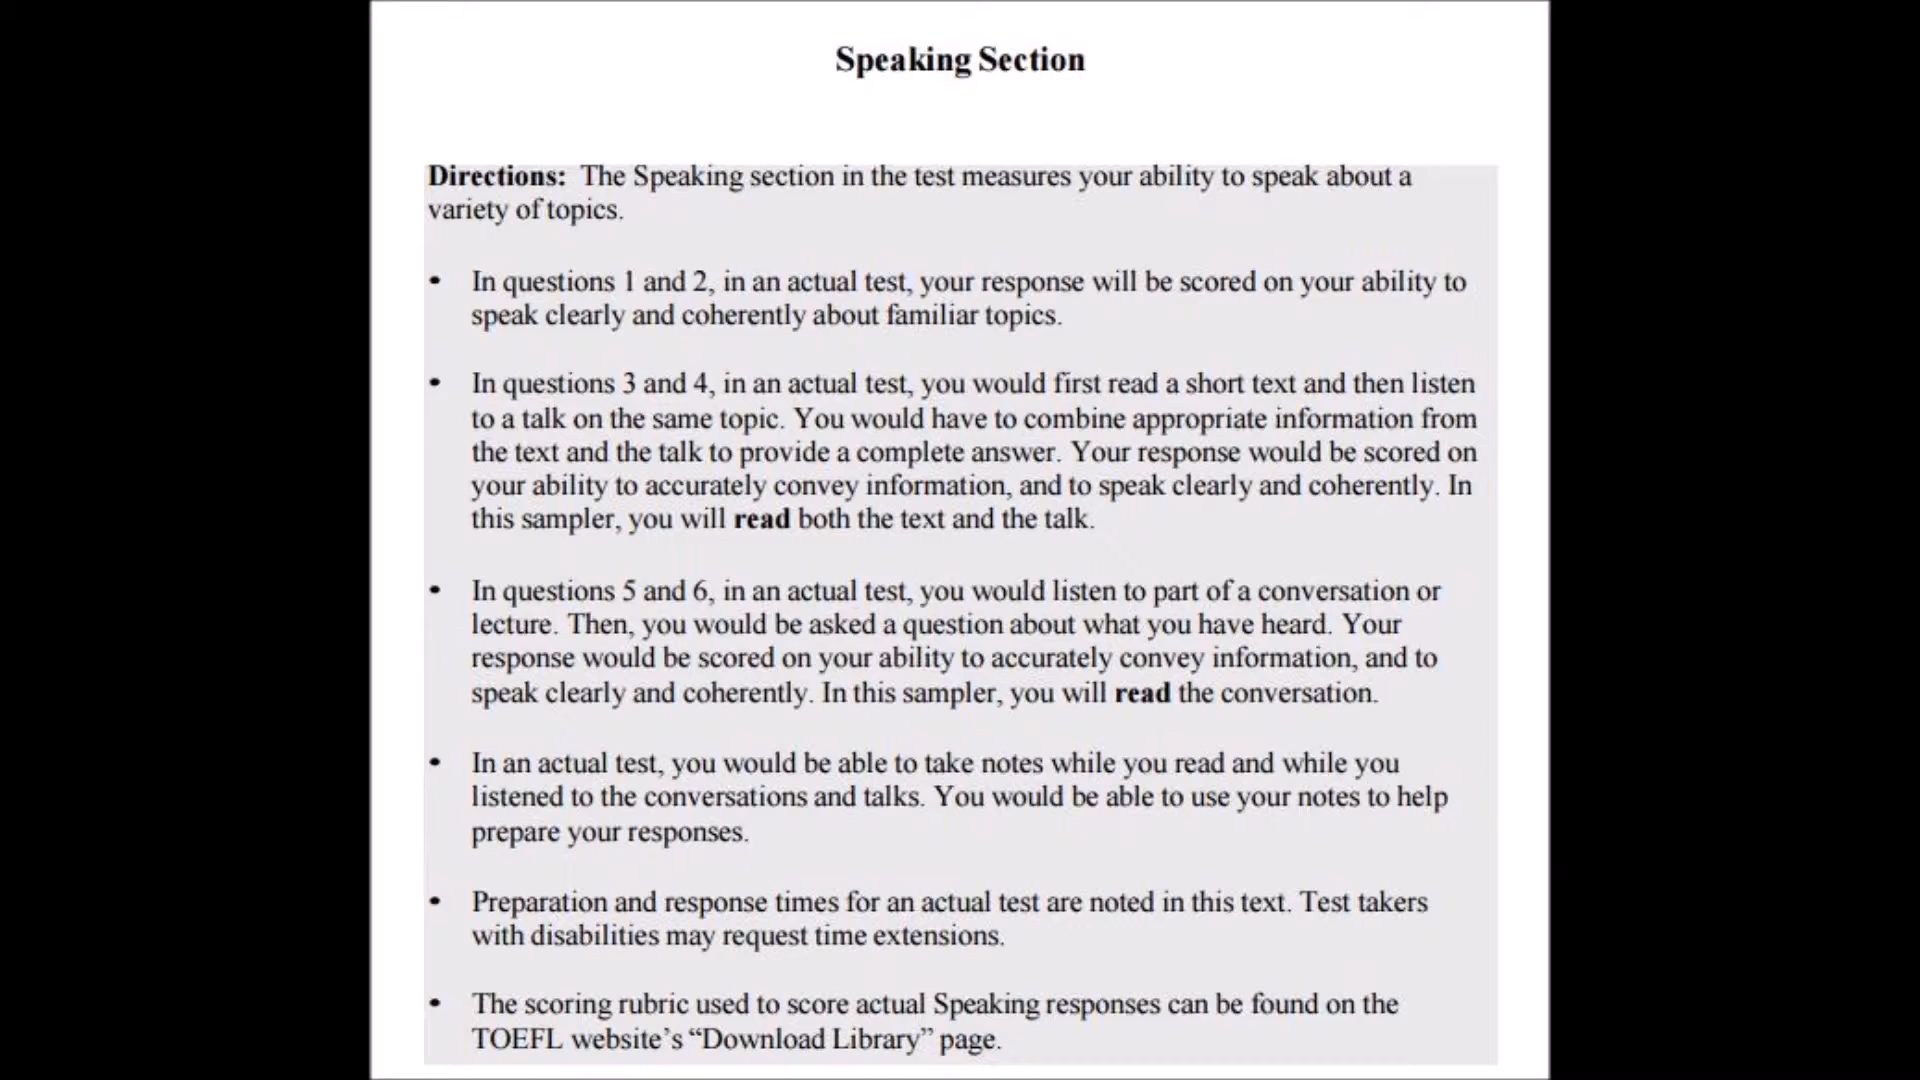 Speaking Section
Directions: The Speaking section in the test measures your ability to speak about a
variety of topics.
• In questions 1 and 2, in an actual test, your response will be scored on your ability to
speak clearly and coherently about familiar topics.
• In questions 3 and 4, in an actual test, you would first read a short text and then listen
to a talk on the same topic. You would have to combine appropriate information from
the text and the talk to provide a complete answer. Your response would be scored on
your ability to accurately convey information, and to speak clearly and coherently. In
this sampler, you will read both the text and the talk.
• In questions 5 and 6, in an actual test, you would listen to part of a conversation or
lecture. Then, you would be asked a question about what you have heard. Your
response would be scored on your ability to accurately convey information, and to
speak clearly and coherently. In this sampler, you will read the conversation.
• In an actual test, you would be able to take notes while you read and while you
listened to the conversations and talks. You would be able to use your notes to help
prepare your responses.
• Preparation and response times for an actual test are noted in this text. Test takers
with disabilities may request time extensions.
• The scoring rubric used to score actual Speaking responses can be found on the
TOEFL website’s “Download Library” page.